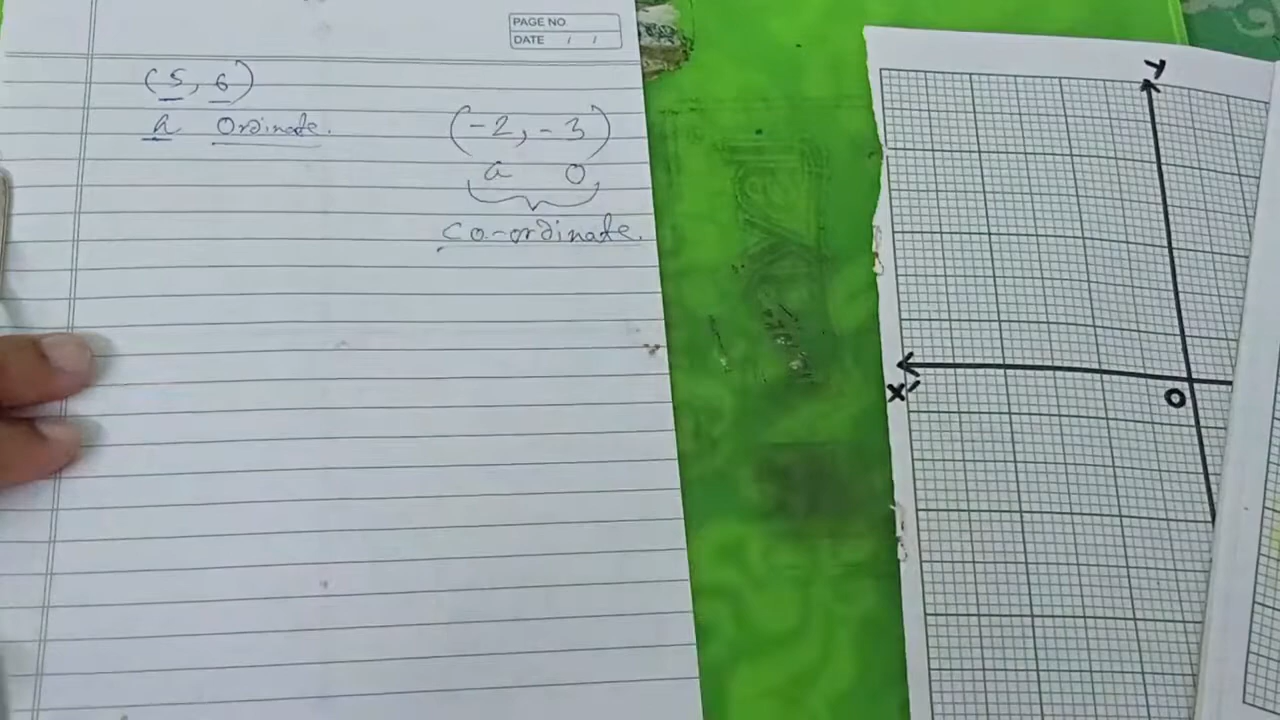 PAGE NO.
DATE / /
(5, 6)
a Ordinate.
(-2, -3)
a O
Co-ordinate.
Y
X'
O